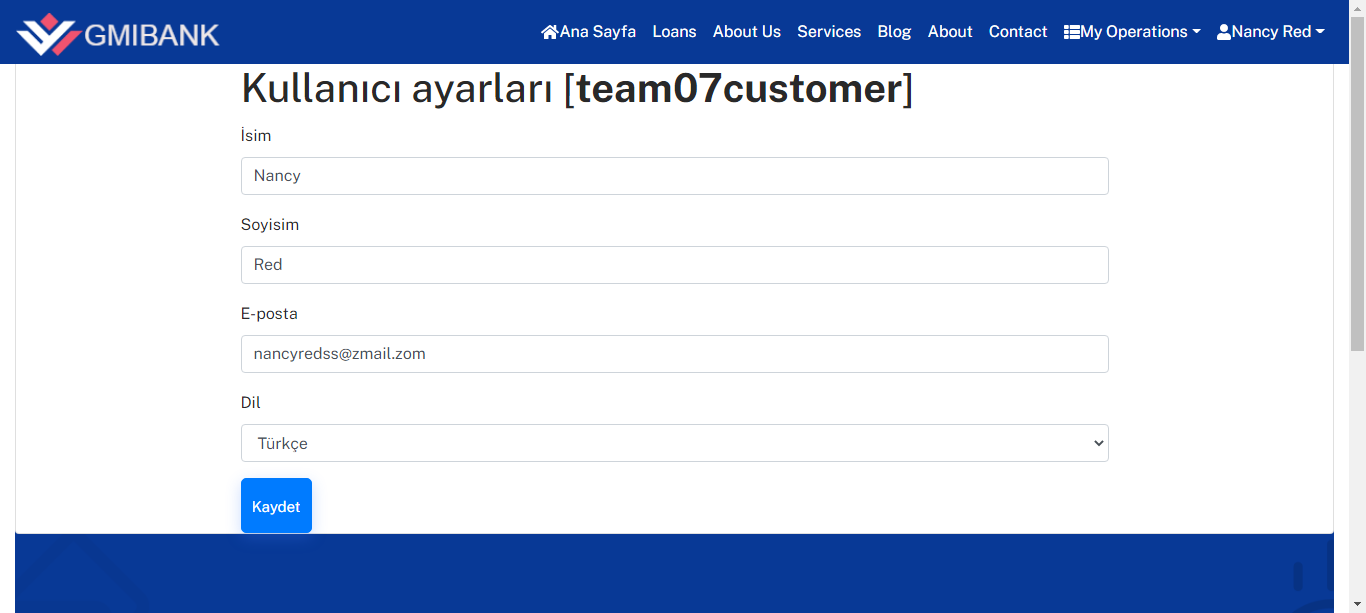 GMIBANK
Ana Sayfa Loans About Us Services Blog About Contact My Operations Nancy Red
Kullanıcı ayarları [team07customer]
İsim
Nancy
Soyisim
Red
E-posta
nancyredss@zmail.zom
Dil
Türkçe
Kaydet